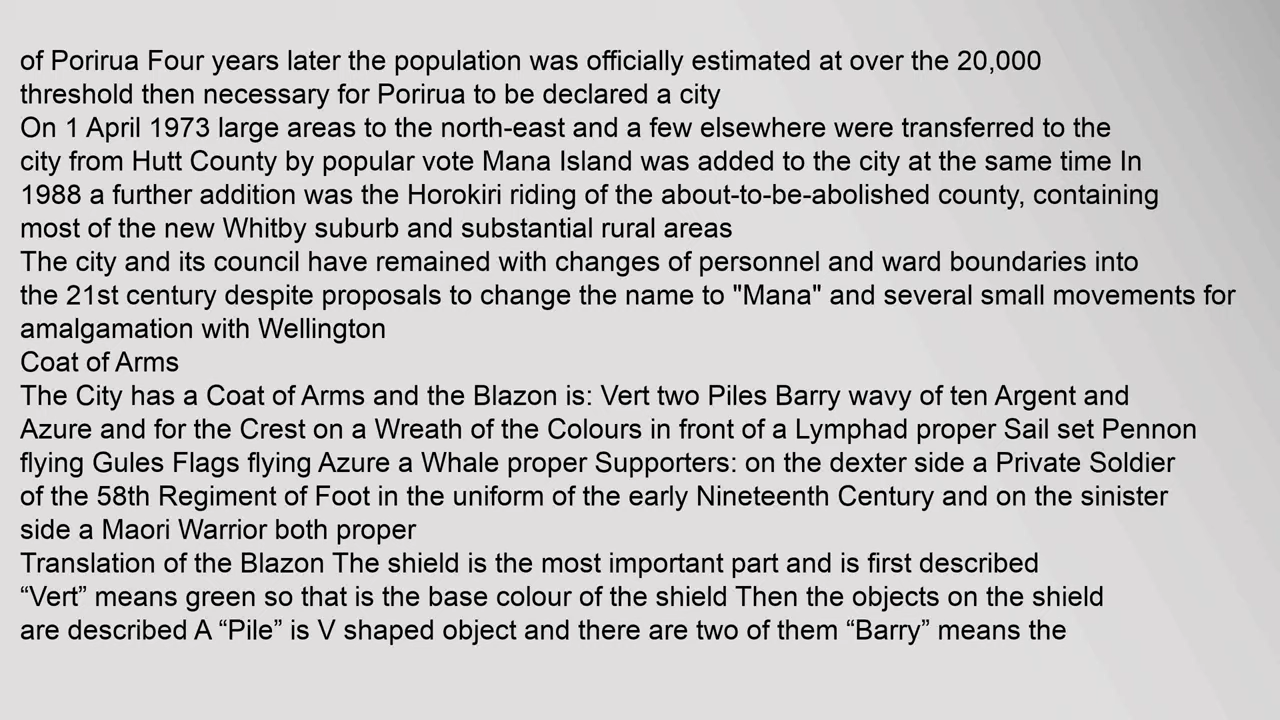 of Porirua Four years later the population was officially estimated at over the 20,000
threshold then necessary for Porirua to be declared a city
On 1 April 1973 large areas to the north-east and a few elsewhere were transferred to the
city from Hutt County by popular vote Mana Island was added to the city at the same time In
1988 a further addition was the Horokiri riding of the about-to-be-abolished county, containing
most of the new Whitby suburb and substantial rural areas
The city and its council have remained with changes of personnel and ward boundaries into
the 21st century despite proposals to change the name to "Mana" and several small movements for
amalgamation with Wellington
Coat of Arms
The City has a Coat of Arms and the Blazon is: Vert two Piles Barry wavy of ten Argent and
Azure and for the Crest on a Wreath of the Colours in front of a Lymphad proper Sail set Pennon
flying Gules Flags flying Azure a Whale proper Supporters: on the dexter side a Private Soldier
of the 58th Regiment of Foot in the uniform of the early Nineteenth Century and on the sinister
side a Maori Warrior both proper
Translation of the Blazon The shield is the most important part and is first described
“Vert” means green so that is the base colour of the shield Then the objects on the shield
are described A “Pile” is V shaped object and there are two of them “Barry” means the